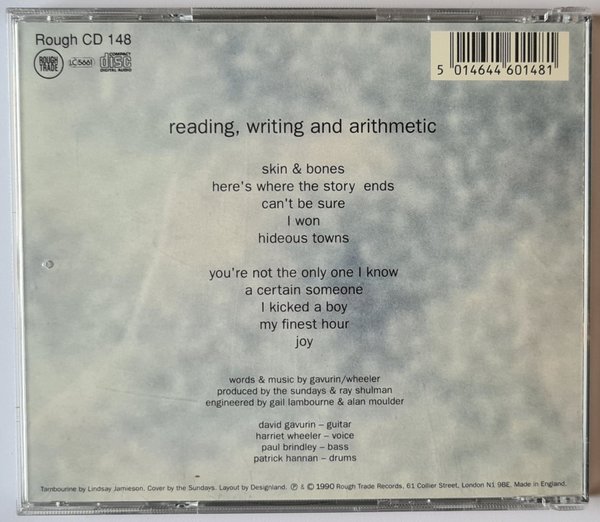 Rough CD 148
ROUGH TRADE
LC 5661
COMPACT disc DIGITAL AUDIO
5 014644 601481
reading, writing and arithmetic
skin & bones
here's where the story ends
can't be sure
I won
hideous towns
you're not the only one I know
a certain someone
I kicked a boy
my finest hour
joy
words & music by gavurin/wheeler
produced by the sundays & ray shulman
engineered by gail lambourne & alan moulder
david gavurin – guitar
harriet wheeler – voice
paul brindley – bass
patrick hannan – drums
Tambourine by Lindsay Jamieson. Cover by the Sundays. Layout by Designland. ℗ & © 1990 Rough Trade Records, 61 Collier Street, London N1 9BE. Made in England.